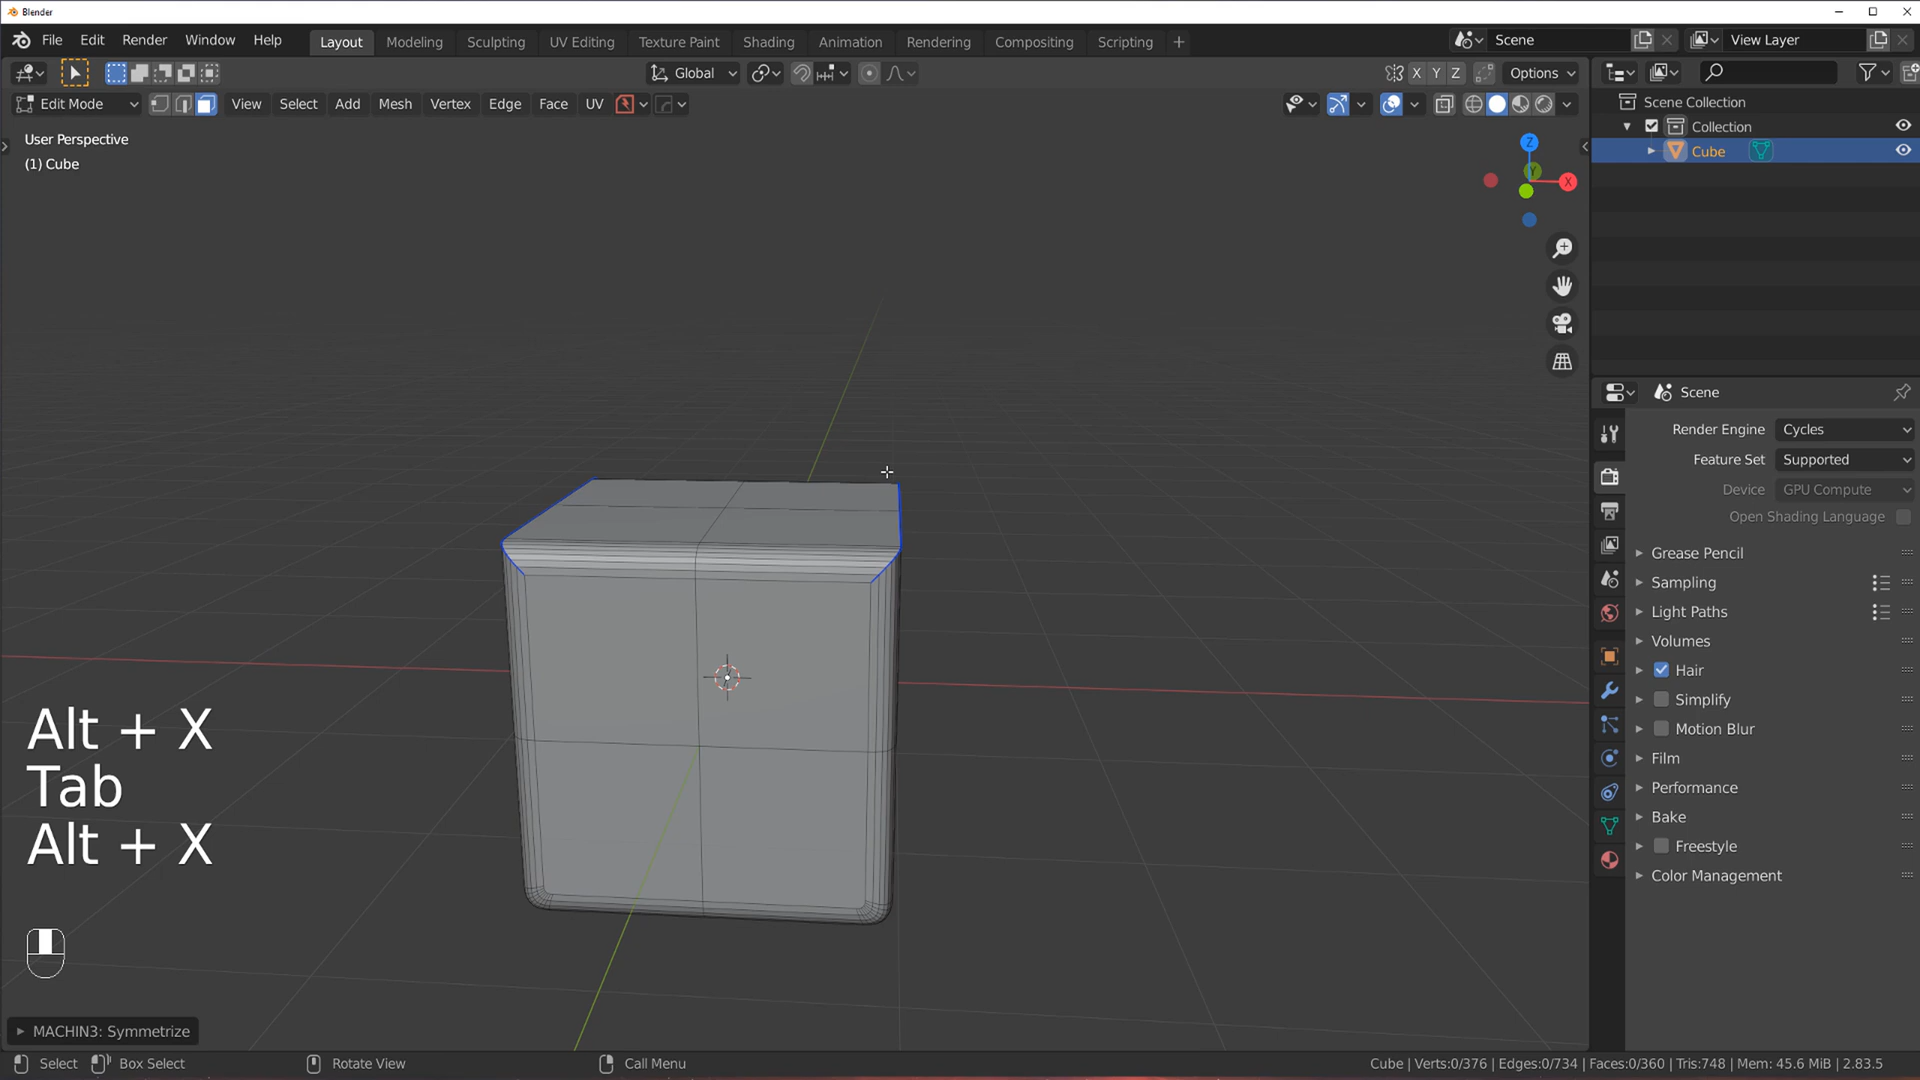 Blender
File Edit Render Window Help Layout Modeling Sculpting UV Editing Texture Paint Shading Animation Rendering Compositing Scripting + Scene View Layer
Global X Y Z Options
Edit Mode View Select Add Mesh Vertex Edge Face UV
User Perspective
(1) Cube
Z
Y
X
Scene Collection
Collection
Cube
Scene
Render Engine Cycles
Feature Set Supported
Device GPU Compute
Open Shading Language
Grease Pencil
Sampling
Light Paths
Volumes
Hair
Simplify
Motion Blur
Film
Performance
Bake
Freestyle
Color Management
Alt + X
Tab
Alt + X
MACHIN3: Symmetrize
Select Box Select Rotate View Call Menu Cube | Verts:0/376 | Edges:0/734 | Faces:0/360 | Tris:748 | Mem: 45.6 MiB | 2.83.5